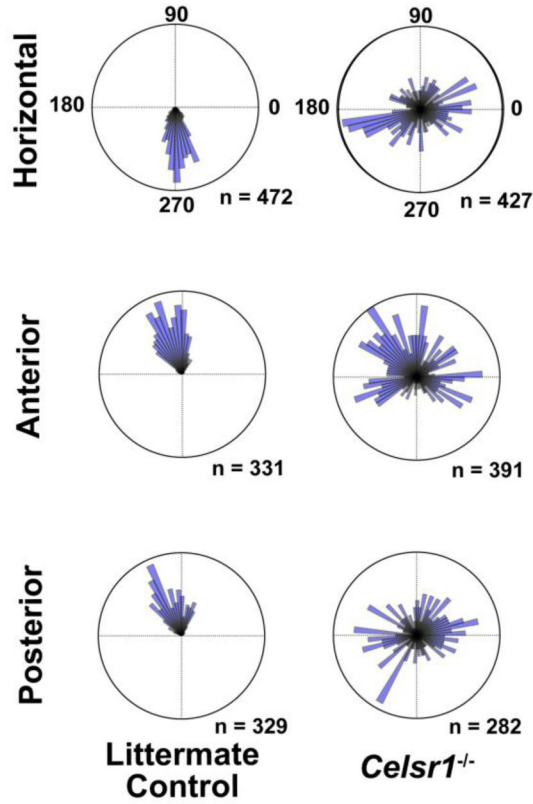 Horizontal
90
180
0
270
n = 472
90
180
0
270
n = 427
Anterior
n = 331
n = 391
Posterior
n = 329
n = 282
Littermate
Control
Celsr1-/-